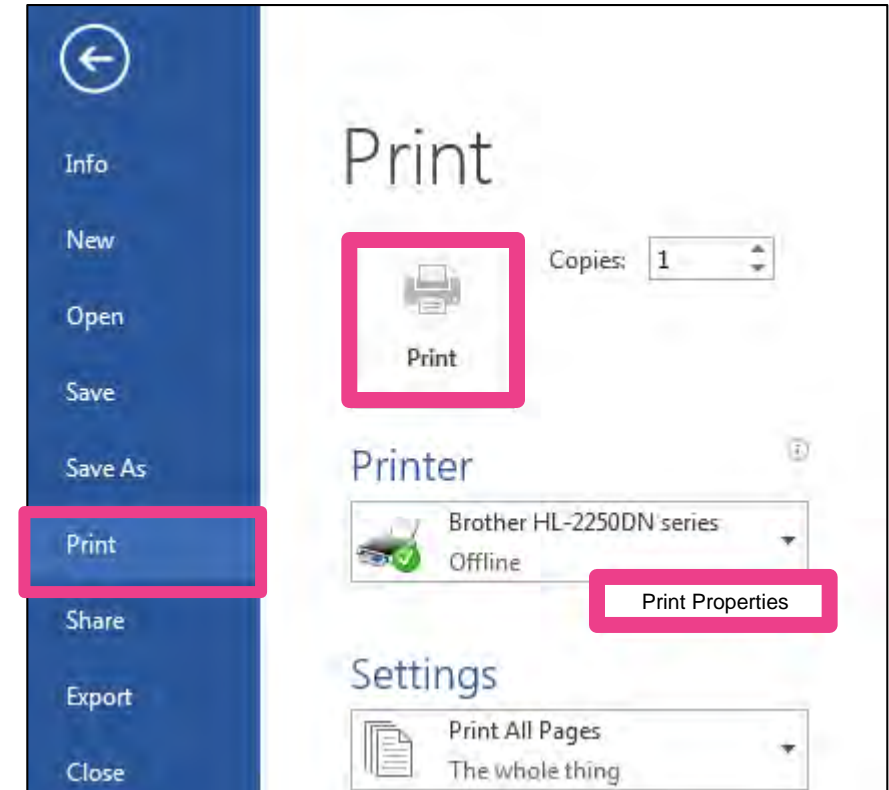 Info
New
Open
Save
Save As
Print
Share
Export
Close
Print
Copies: 1
Print
Printer
Brother HL-2250DN series
Offline
Print Properties
Settings
Print All Pages
The whole thing